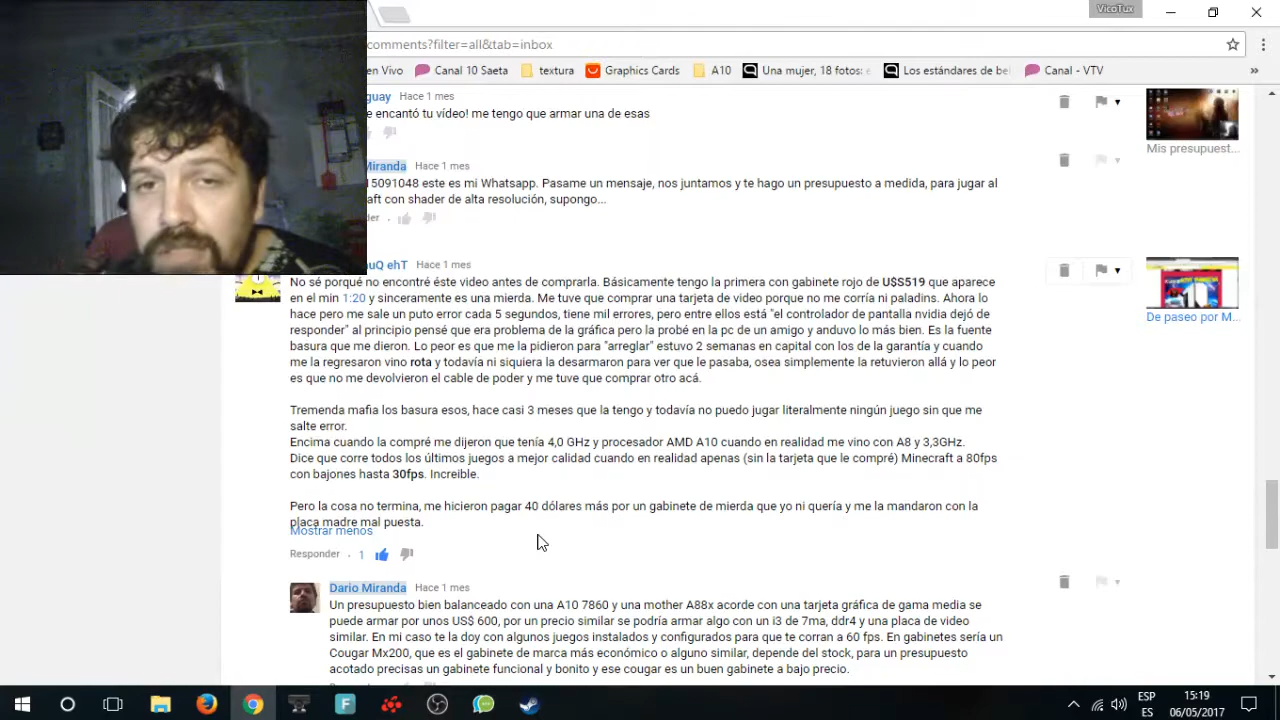 VicoTux
comments?filter=all&tab=inbox
en Vivo
Canal 10 Saeta
textura
Graphics Cards
A10
Una mujer, 18 fotos: e
Los estándares de bel
Canal - VTV
»
guay Hace 1 mes
e encantó tu vídeo! me tengo que armar una de esas
Mis presupuest...
Miranda Hace 1 mes
15091048 este es mi Whatsapp. Pasame un mensaje, nos juntamos y te hago un presupuesto a medida, para jugar al
aft con shader de alta resolución, supongo...
der
uQ ehT Hace 1 mes
No sé porqué no encontré éste video antes de comprarla. Básicamente tengo la primera con gabinete rojo de U$S519 que aparece
en el min 1:20 y sinceramente es una mierda. Me tuve que comprar una tarjeta de video porque no me corría ni paladins. Ahora lo
hace pero me sale un puto error cada 5 segundos, tiene mil errores, pero entre ellos está "el controlador de pantalla nvidia dejó de
responder" al principio pensé que era problema de la gráfica pero la probé en la pc de un amigo y anduvo lo más bien. Es la fuente
basura que me dieron. Lo peor es que me la pidieron para "arreglar" estuvo 2 semanas en capital con los de la garantía y cuando
me la regresaron vino rota y todavía ni siquiera la desarmaron para ver que le pasaba, osea simplemente la retuvieron allá y lo peor
es que no me devolvieron el cable de poder y me tuve que comprar otro acá.
De paseo por M...
Tremenda mafia los basura esos, hace casi 3 meses que la tengo y todavía no puedo jugar literalmente ningún juego sin que me
salte error.
Encima cuando la compré me dijeron que tenía 4,0 GHz y procesador AMD A10 cuando en realidad me vino con A8 y 3,3GHz.
Dice que corre todos los últimos juegos a mejor calidad cuando en realidad apenas (sin la tarjeta que le compré) Minecraft a 80fps
con bajones hasta 30fps. Increible.
Pero la cosa no termina, me hicieron pagar 40 dólares más por un gabinete de mierda que yo ni quería y me la mandaron con la
placa madre mal puesta.
Mostrar menos
Responder · 1
Dario Miranda Hace 1 mes
Un presupuesto bien balanceado con una A10 7860 y una mother A88x acorde con una tarjeta gráfica de gama media se
puede armar por unos US$ 600, por un precio similar se podría armar algo con un i3 de 7ma, ddr4 y una placa de video
similar. En mi caso te la doy con algunos juegos instalados y configurados para que te corran a 60 fps. En gabinetes sería un
Cougar Mx200, que es el gabinete de marca más económico o alguno similar, depende del stock, para un presupuesto
acotado precisas un gabinete funcional y bonito y ese cougar es un buen gabinete a bajo precio.
ESP
ES
15:19
06/05/2017